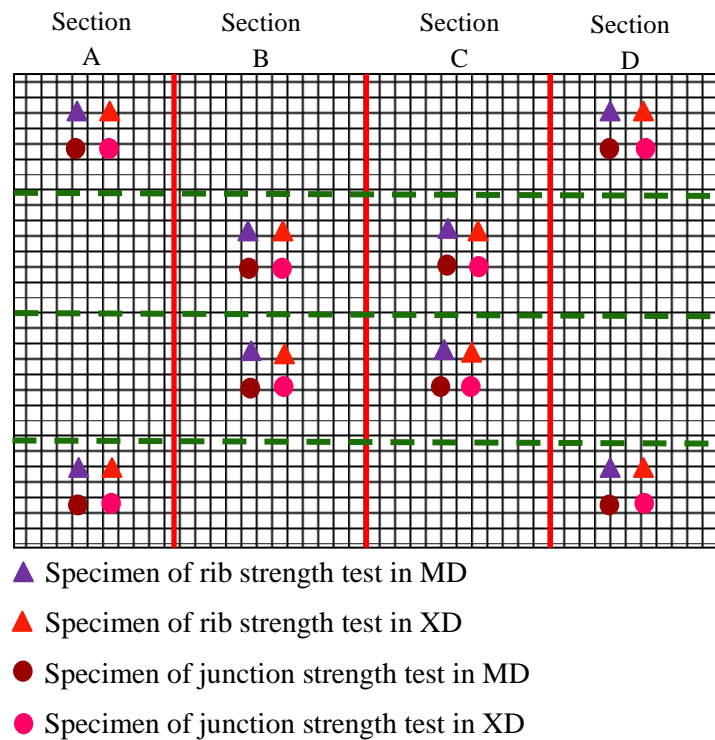 Section Section Section Section
A B C D
Specimen of rib strength test in MD
Specimen of rib strength test in XD
Specimen of junction strength test in MD
Specimen of junction strength test in XD